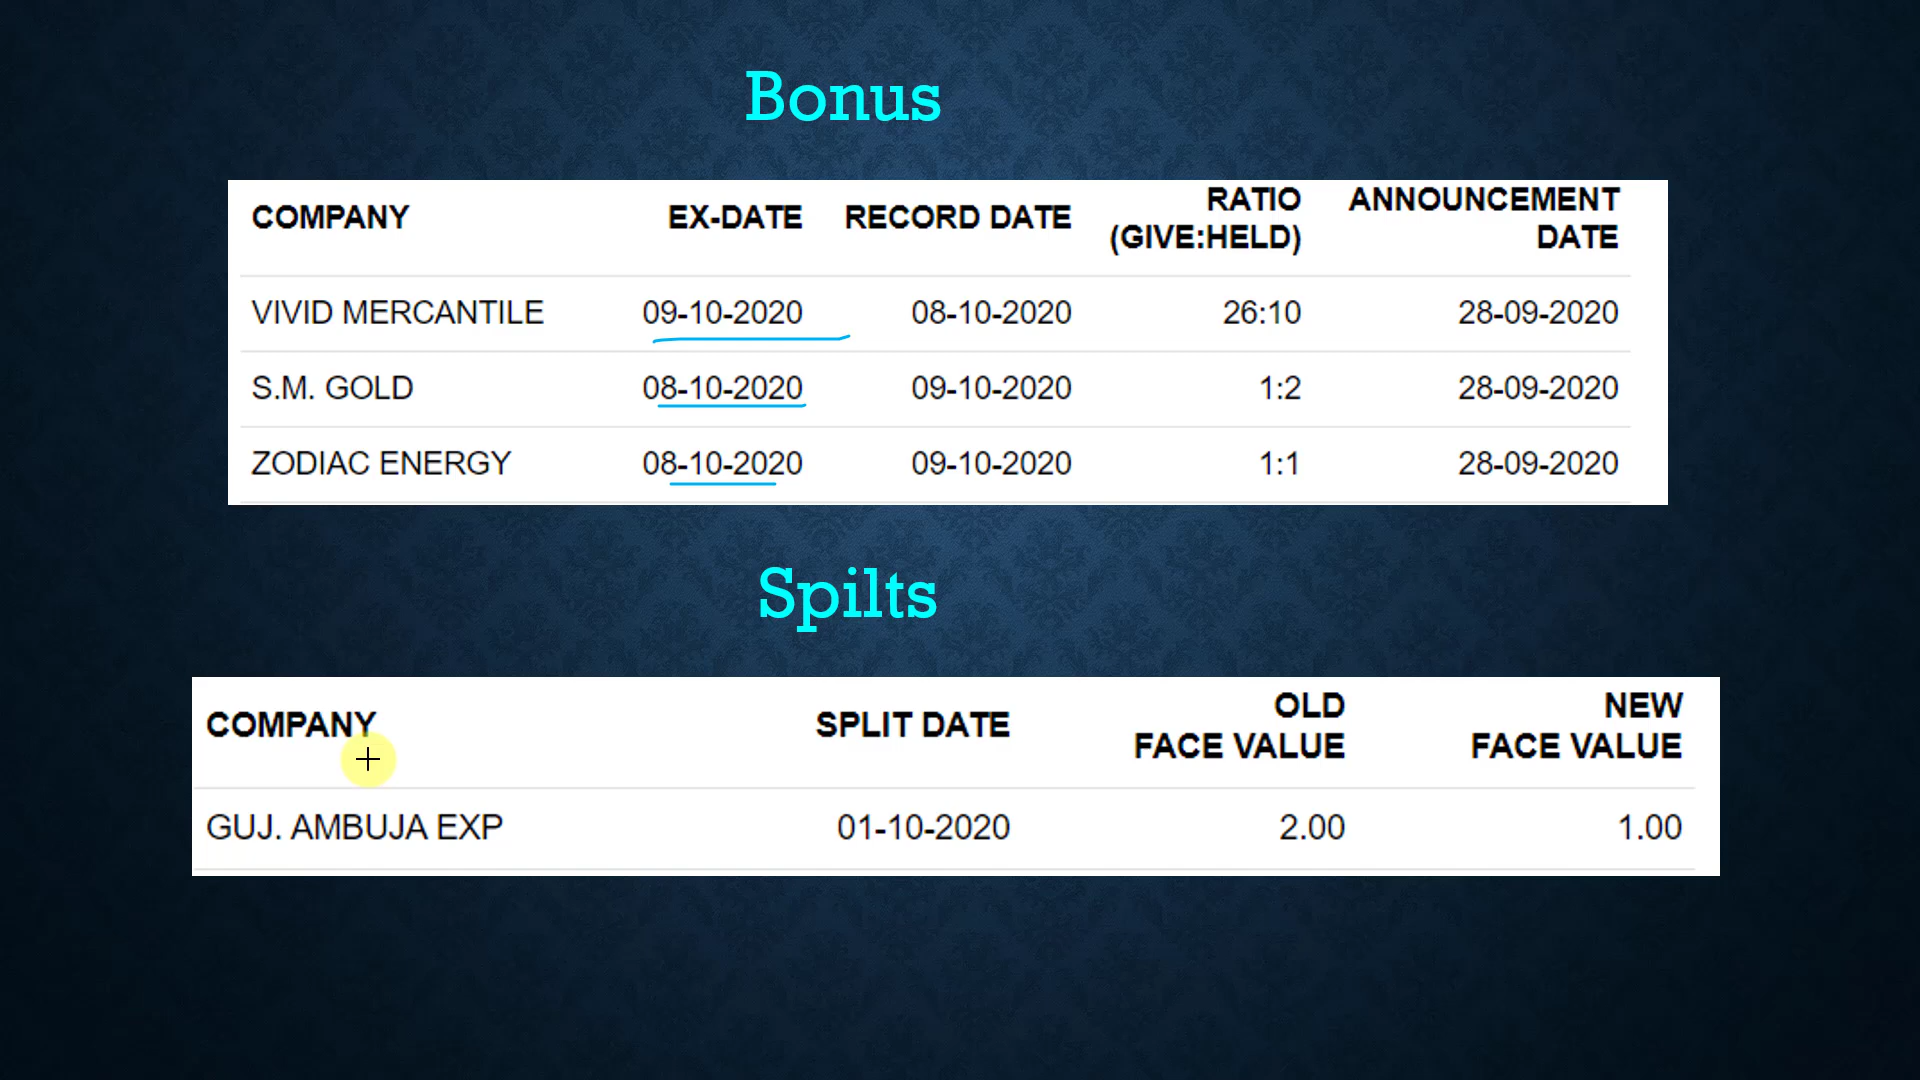 Bonus
COMPANY EX-DATE RECORD DATE RATIO (GIVE:HELD) ANNOUNCEMENT DATE
VIVID MERCANTILE 09-10-2020 08-10-2020 26:10 28-09-2020
S.M. GOLD 08-10-2020 09-10-2020 1:2 28-09-2020
ZODIAC ENERGY 08-10-2020 09-10-2020 1:1 28-09-2020
Spilts
COMPANY SPLIT DATE OLD FACE VALUE NEW FACE VALUE
GUJ. AMBUJA EXP 01-10-2020 2.00 1.00